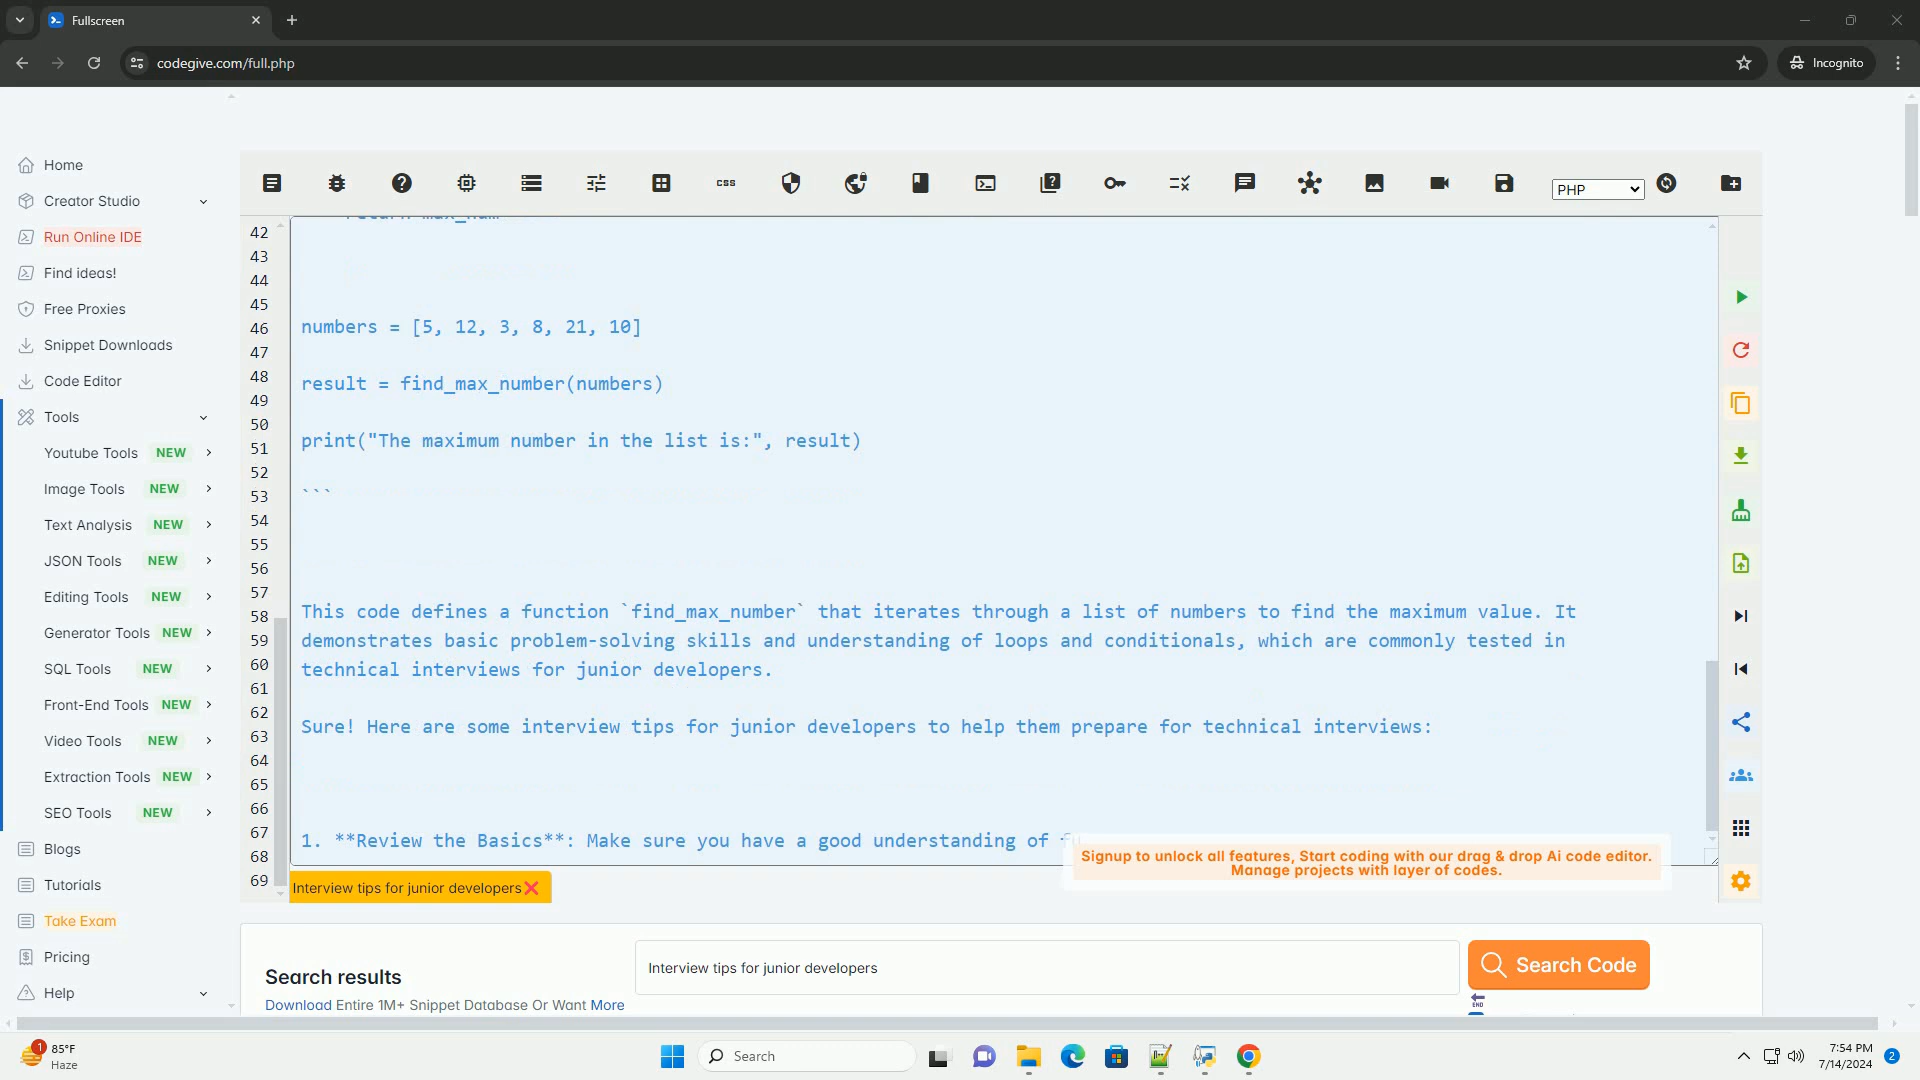 Fullscreen
codegive.com/full.php
Incognito
Home
Creator Studio
Run Online IDE
Find ideas!
Free Proxies
Snippet Downloads
Code Editor
Tools
Youtube Tools NEW
Image Tools NEW
Text Analysis NEW
JSON Tools NEW
Editing Tools NEW
Generator Tools NEW
SQL Tools NEW
Front-End Tools NEW
Video Tools NEW
Extraction Tools NEW
SEO Tools NEW
Blogs
Tutorials
Take Exam
Pricing
Help
css
PHP
42
43
44
45
46
47
48
49
50
51
52
53
54
55
56
57
58
59
60
61
62
63
64
65
66
67
68
69
return max_num
numbers = [5, 12, 3, 8, 21, 10]
result = find_max_number(numbers)
print("The maximum number in the list is:", result)
```
This code defines a function `find_max_number` that iterates through a list of numbers to find the maximum value. It
demonstrates basic problem-solving skills and understanding of loops and conditionals, which are commonly tested in
technical interviews for junior developers.
Sure! Here are some interview tips for junior developers to help them prepare for technical interviews:
1. **Review the Basics**: Make sure you have a good understanding of fu
Signup to unlock all features, Start coding with our drag & drop Ai code editor.
Manage projects with layer of codes.
Interview tips for junior developers
Search results
Download Entire 1M+ Snippet Database Or Want More
Interview tips for junior developers
Search Code
END
1
85°F
Haze
Search
7:54 PM
7/14/2024
2